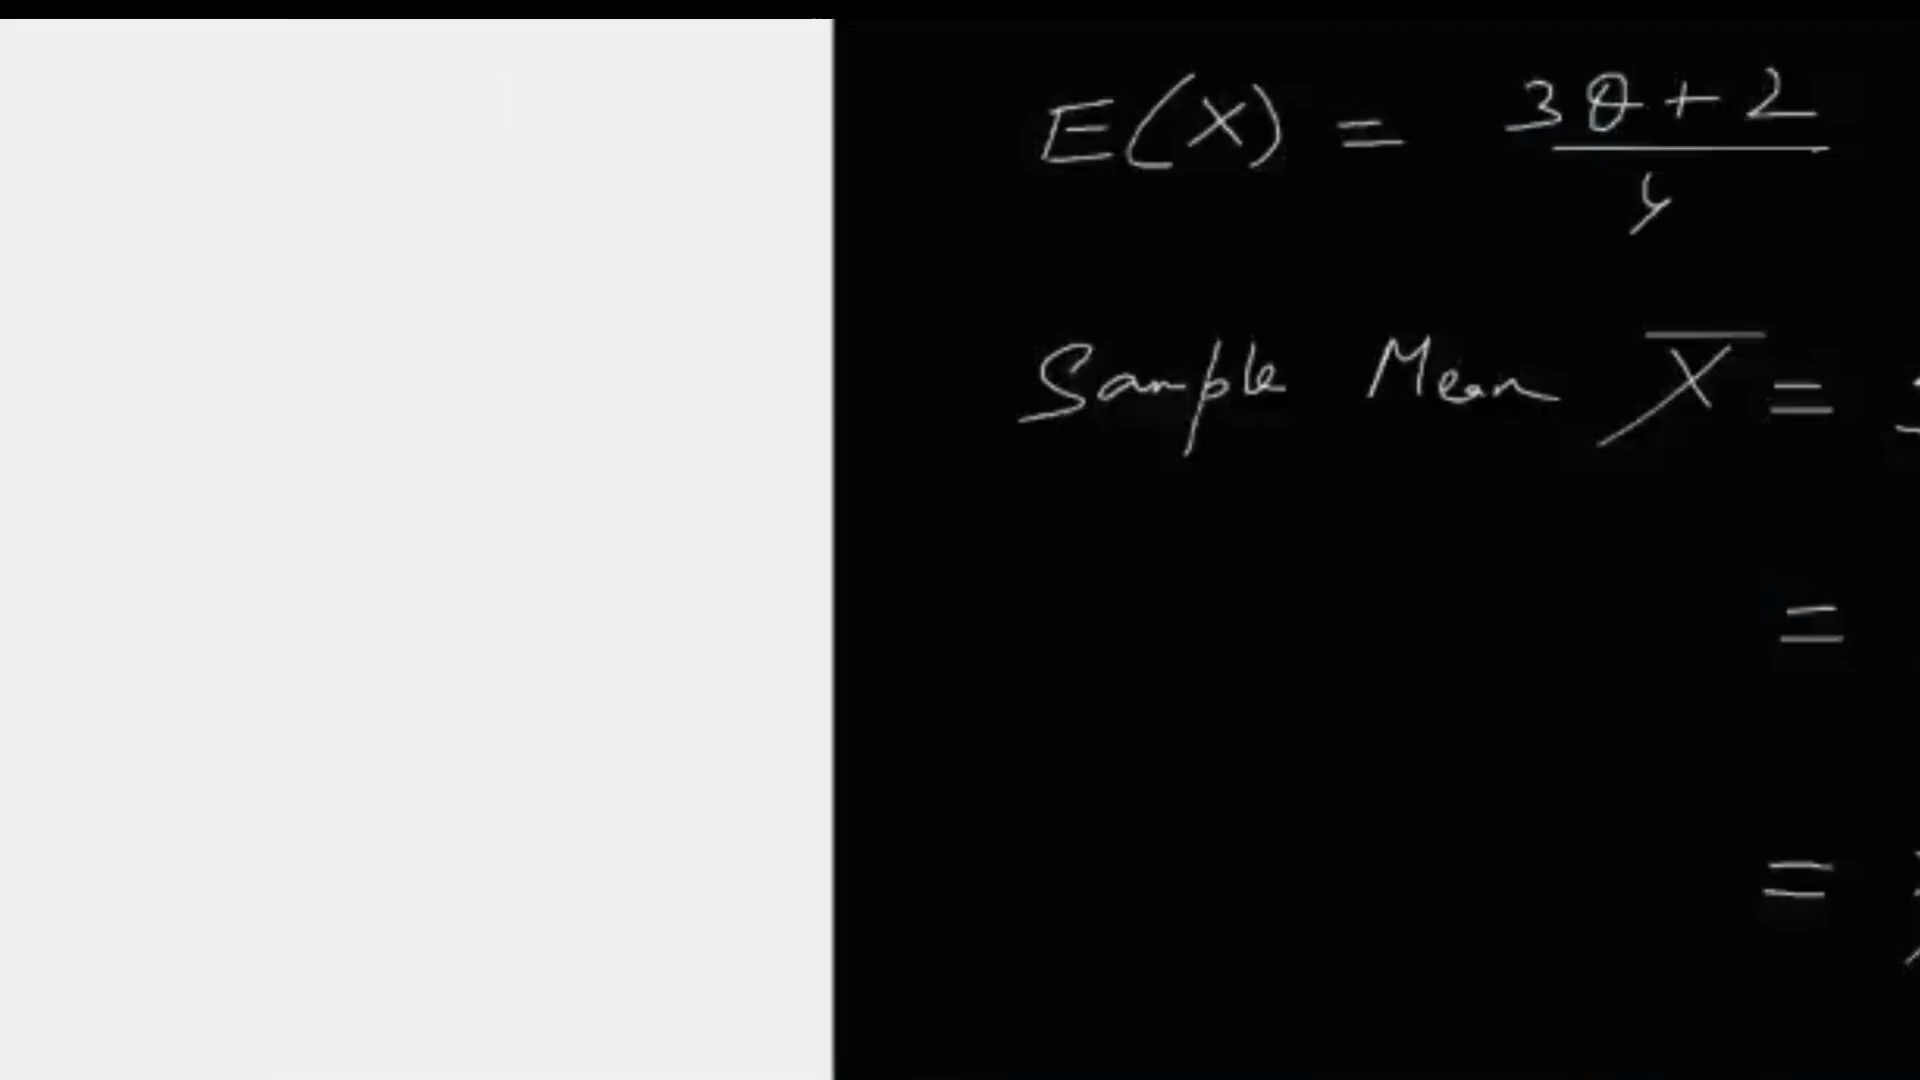 E(X) = 3θ + 2
4
Sample Mean X̅ =
=
=